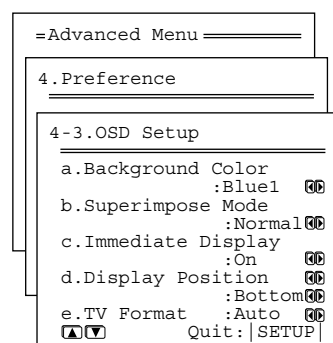 =Advanced Menu
4.Preference
4-3.OSD Setup
a.Background Color
:Blue1
b.Superimpose Mode
:Normal
c.Immediate Display
:On
d.Display Position
:Bottom
e.TV Format :Auto
Quit:|SETUP|